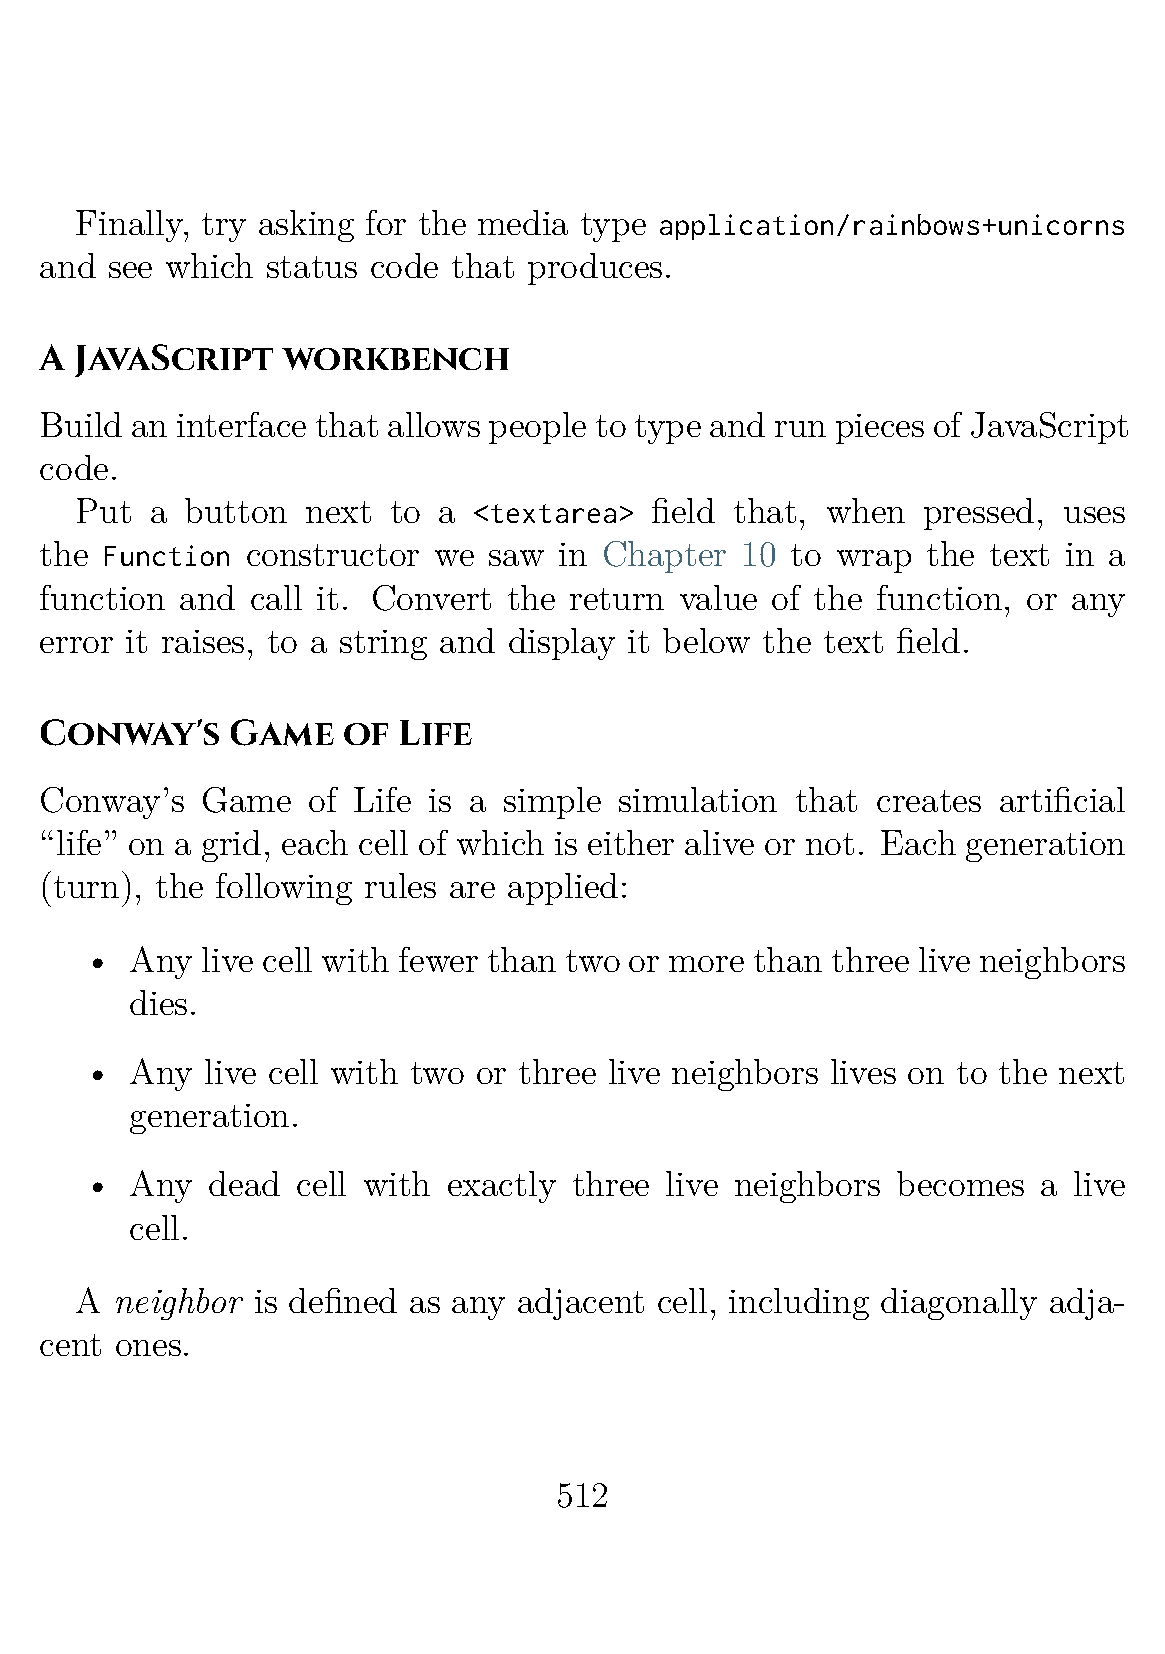 Finally, try asking for the media type application/rainbows+unicorns
and see which status code that produces.
A JavaScript workbench
Build an interface that allows people to type and run pieces of JavaScript
code.
Put a button next to a <textarea> field that, when pressed, uses
the Function constructor we saw in Chapter 10 to wrap the text in a
function and call it. Convert the return value of the function, or any
error it raises, to a string and display it below the text field.
Conway's Game of Life
Conway’s Game of Life is a simple simulation that creates artificial
“life” on a grid, each cell of which is either alive or not. Each generation
(turn), the following rules are applied:
• Any live cell with fewer than two or more than three live neighbors
dies.
• Any live cell with two or three live neighbors lives on to the next
generation.
• Any dead cell with exactly three live neighbors becomes a live
cell.
A neighbor is defined as any adjacent cell, including diagonally adja-
cent ones.
512